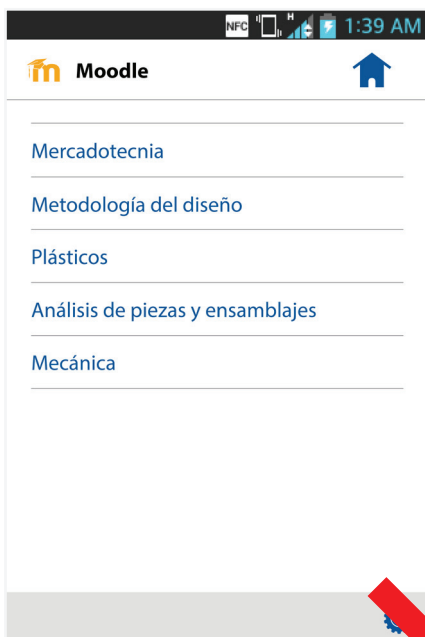 NFC H 1:39 AM
m Moodle
Mercadotecnia
Metodología del diseño
Plásticos
Análisis de piezas y ensamblajes
Mecánica